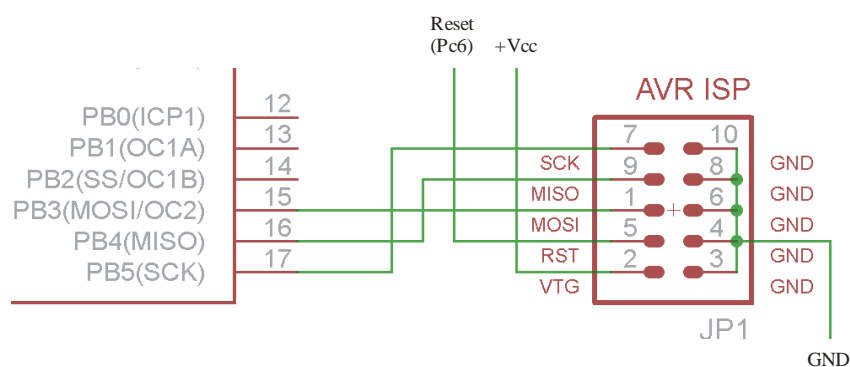 Reset
(Pc6)
+Vcc
AVR ISP
PB0(ICP1)
12
PB1(OC1A)
13
PB2(SS/OC1B)
14
PB3(MOSI/OC2)
15
PB4(MISO)
16
PB5(SCK)
17
7
10
SCK
GND
9
8
MISO
GND
1
6
MOSI
GND
5
4
RST
GND
2
3
VTG
GND
JP1
GND